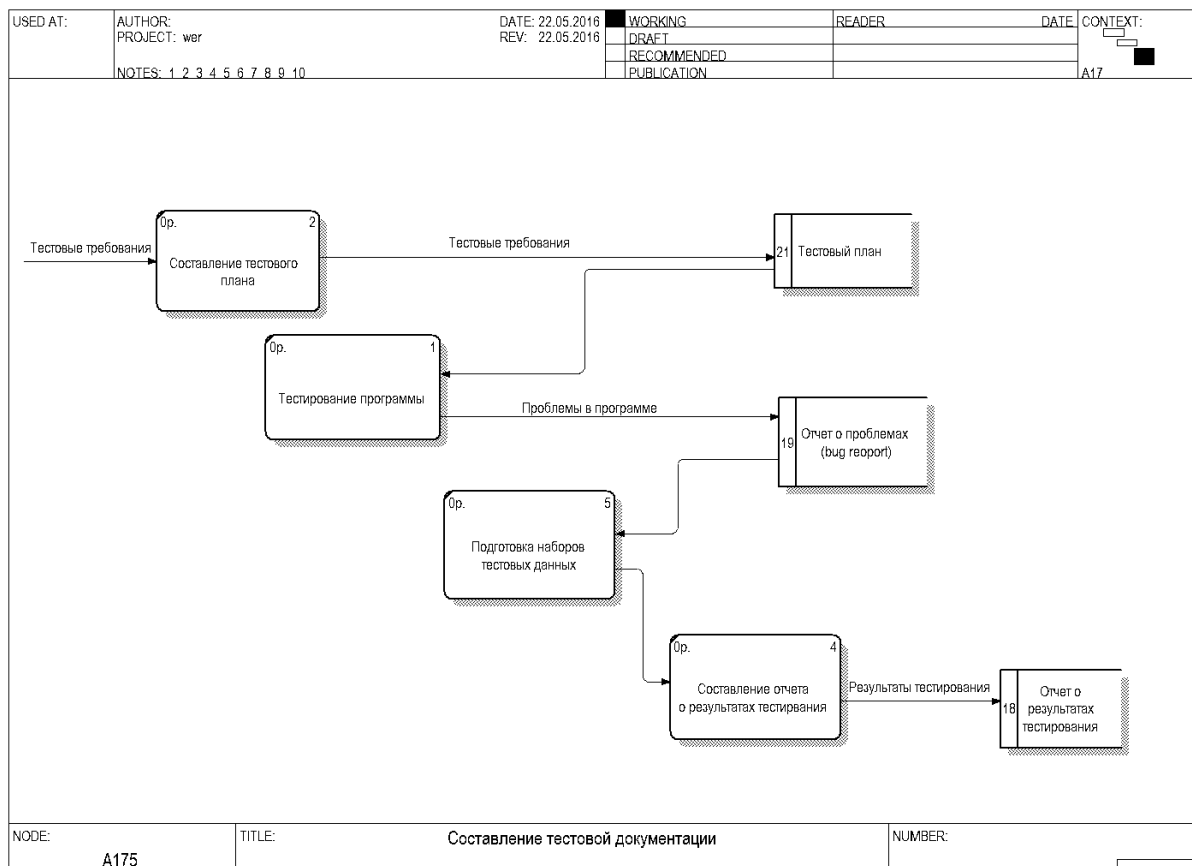 USED AT:
AUTHOR:
DATE: 22.05.2016
PROJECT: wer
REV: 22.05.2016
NOTES: 1 2 3 4 5 6 7 8 9 10
WORKING
DRAFT
RECOMMENDED
PUBLICATION
READER
DATE
CONTEXT:
A17
Тестовые требования
0р.
2
Составление тестового
плана
Тестовые требования
21
Тестовый план
0р.
1
Тестирование программы
Проблемы в программе
19
Отчет о проблемах
(bug reoport)
0р.
5
Подготовка наборов
тестовых данных
0р.
4
Составление отчета
о результатах тестирвания
Результаты тестирования
18
Отчет о
результатах
тестирования
NODE:
A175
TITLE:
Составление тестовой документации
NUMBER: